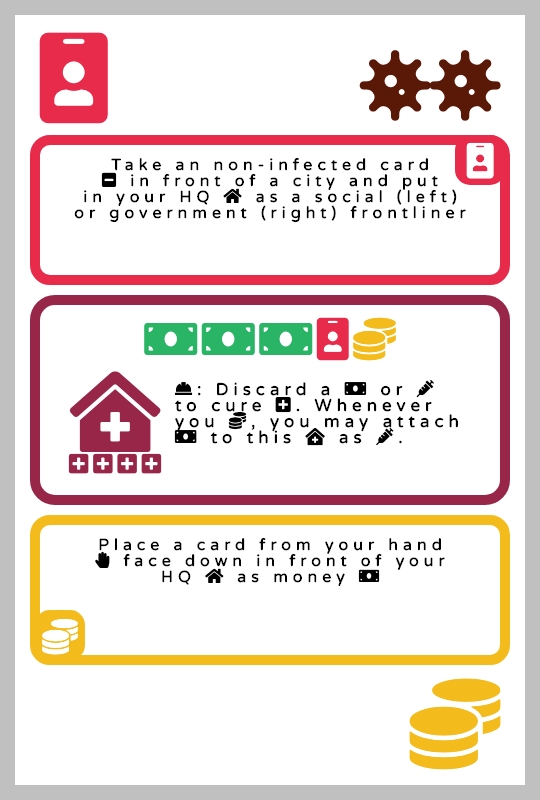 Take an non-infected card
in front of a city and put
in your HQ as a social (left)
or government (right) frontliner
: Discard a or
to cure . Whenever
you , you may attach
to this as .
Place a card from your hand
face down in front of your
HQ as money